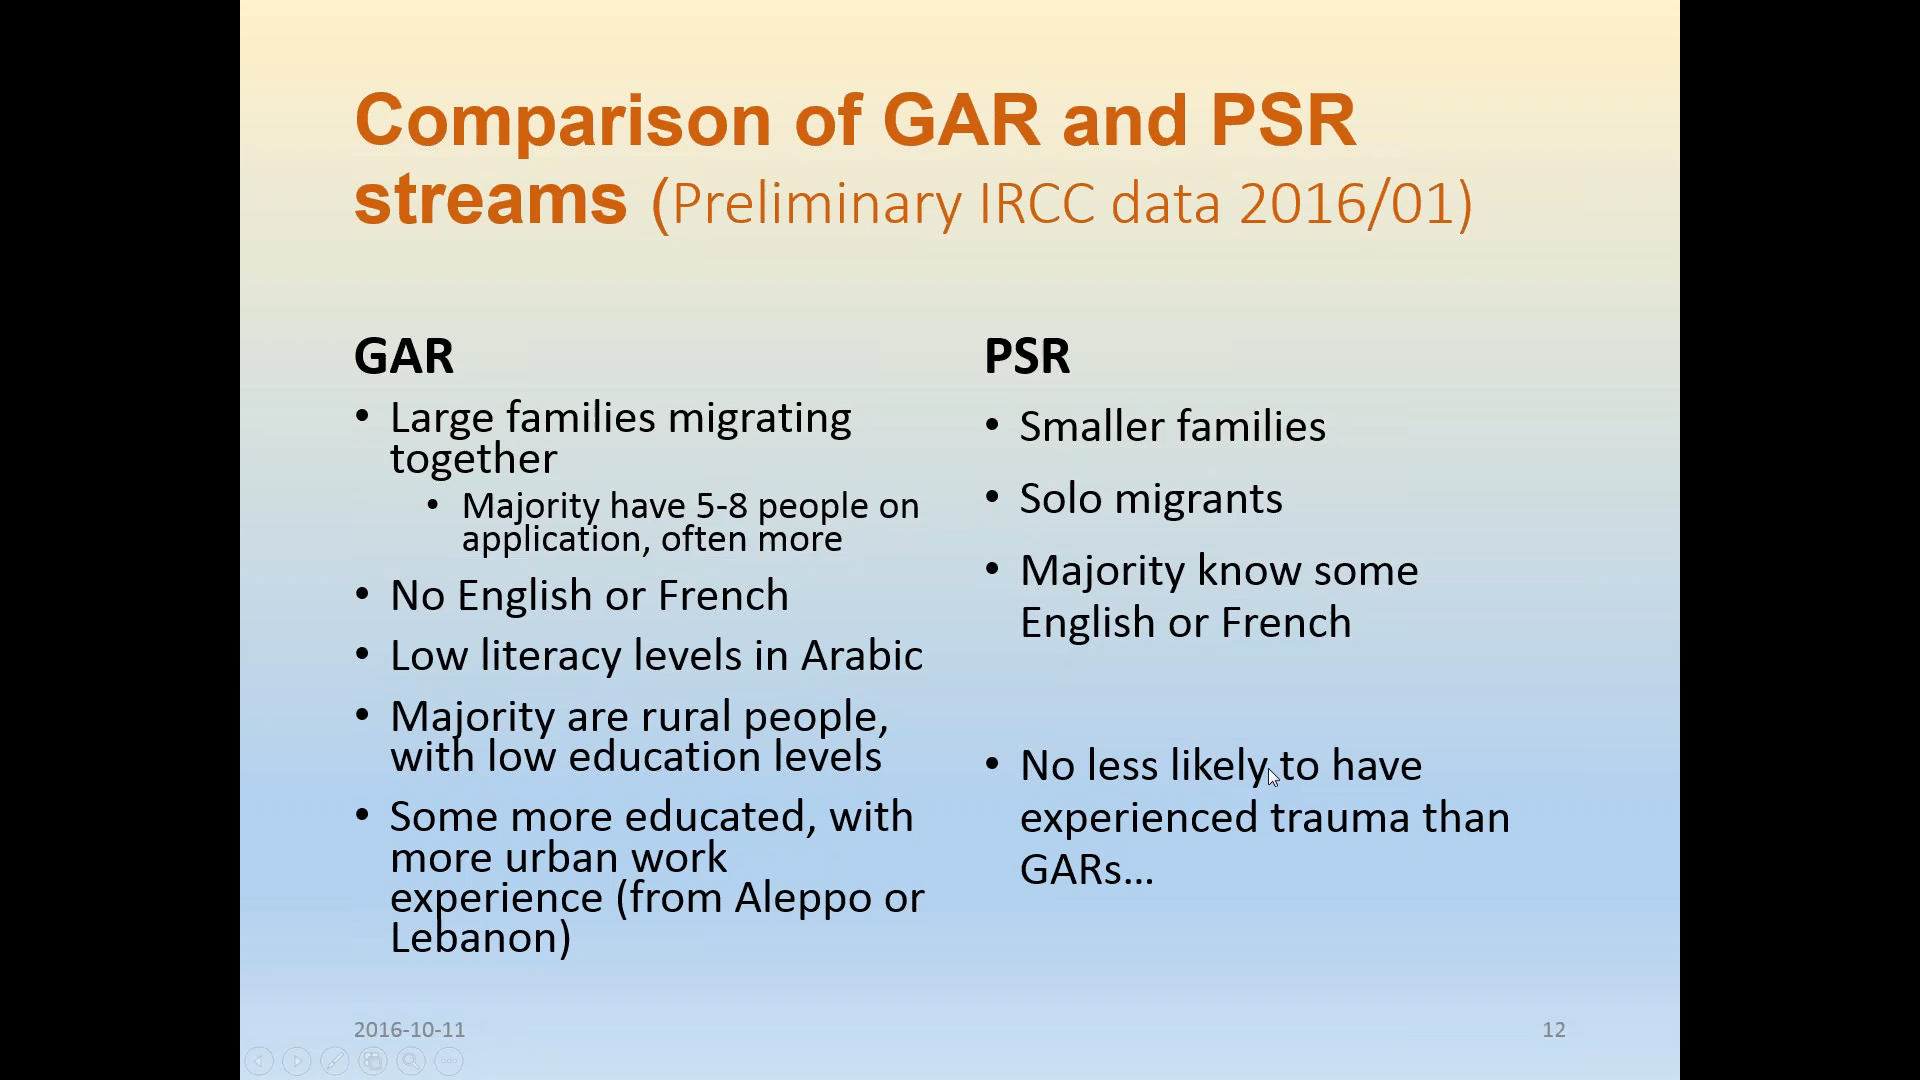 Comparison of GAR and PSR
streams (Preliminary IRCC data 2016/01)
GAR
• Large families migrating
together
• Majority have 5-8 people on
application, often more
• No English or French
• Low literacy levels in Arabic
• Majority are rural people,
with low education levels
• Some more educated, with
more urban work
experience (from Aleppo or
Lebanon)
PSR
• Smaller families
• Solo migrants
• Majority know some
English or French
• No less likely to have
experienced trauma than
GARs…
2016-10-11
12